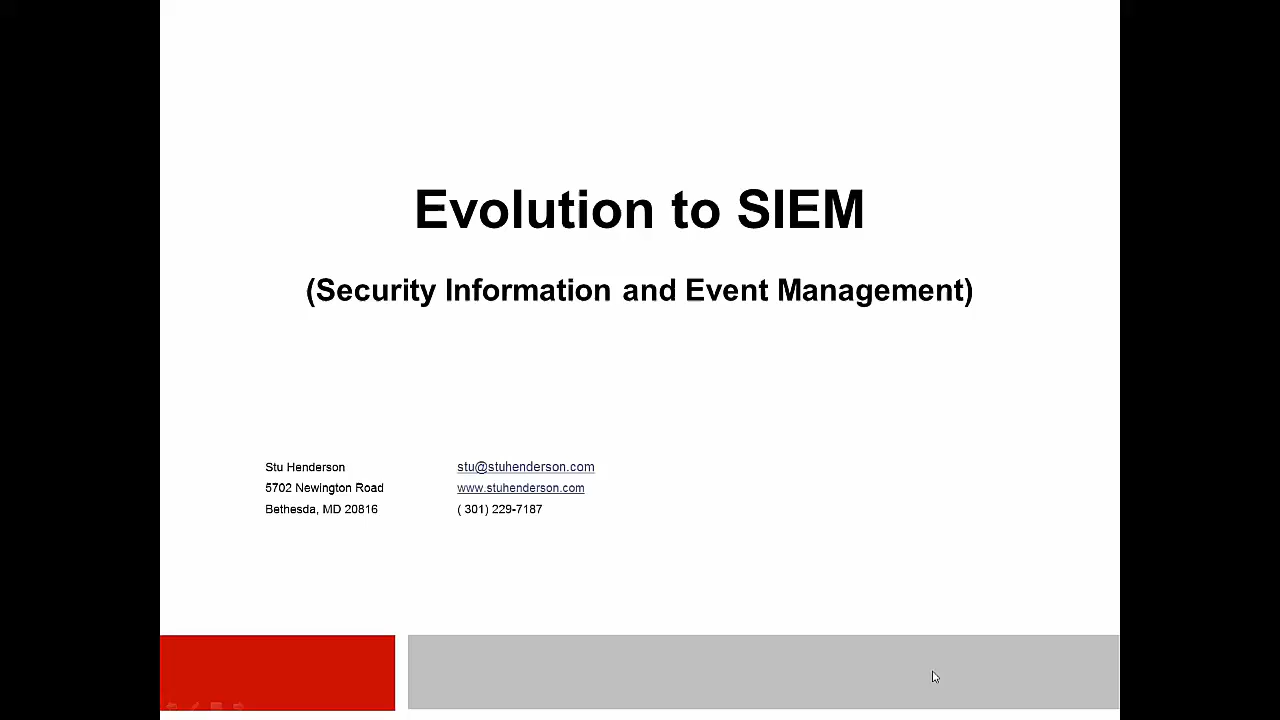 Evolution to SIEM
(Security Information and Event Management)
Stu Henderson
5702 Newington Road
Bethesda, MD 20816
stu@stuhenderson.com
www.stuhenderson.com
( 301) 229-7187